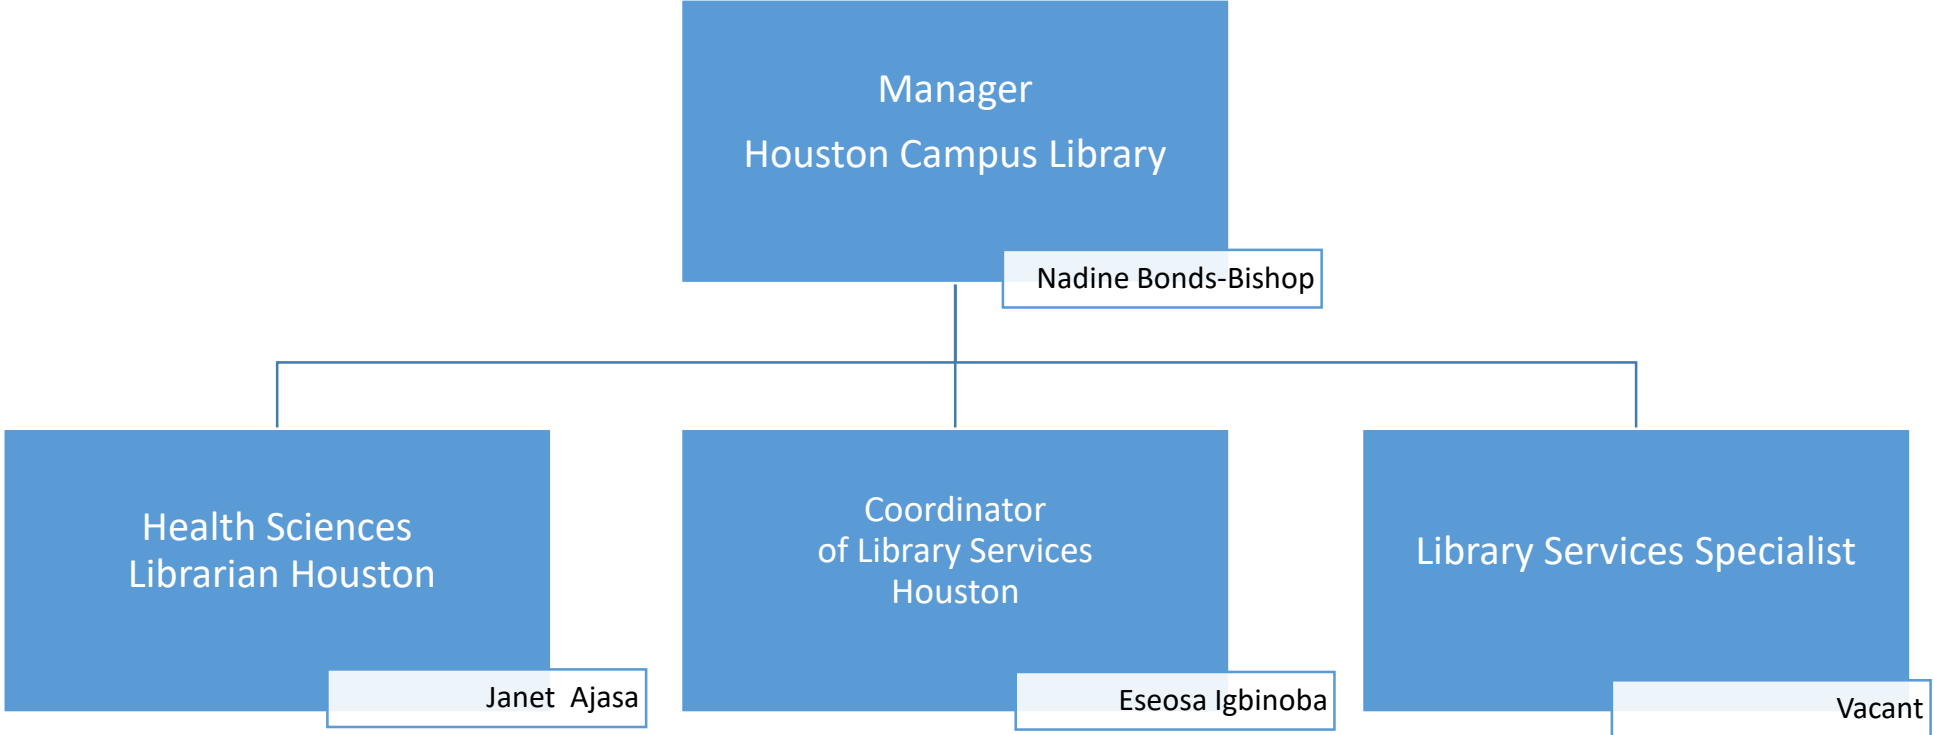 Manager
Houston Campus Library
Nadine Bonds-Bishop
Health Sciences
Librarian Houston
Janet  Ajasa
Coordinator
of Library Services
Houston
Eseosa Igbinoba
Library Services Specialist
Vacant